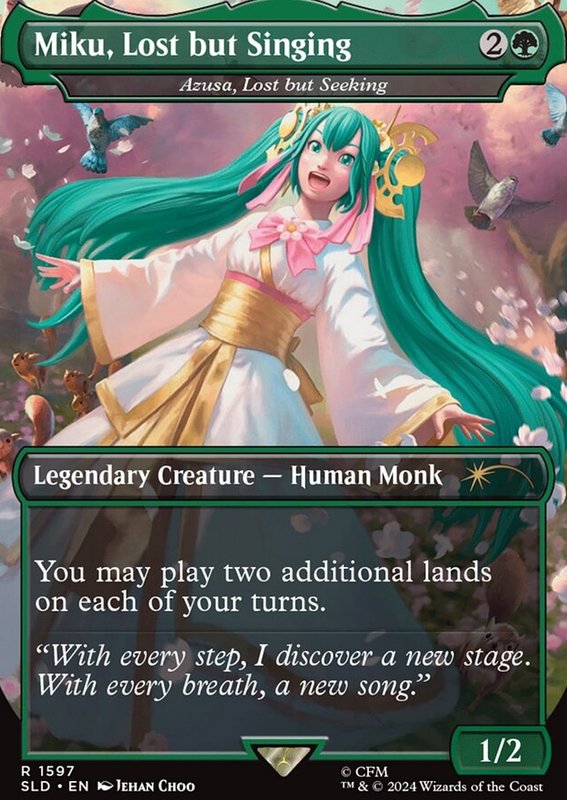 Miku, Lost but Singing
2
Azusa, Lost but Seeking
Legendary Creature — Human Monk
You may play two additional lands
on each of your turns.
“With every step, I discover a new stage.
With every breath, a new song.”
1/2
R 1597
SLD • EN Jehan Choo
© CFM
™ & © 2024 Wizards of the Coast